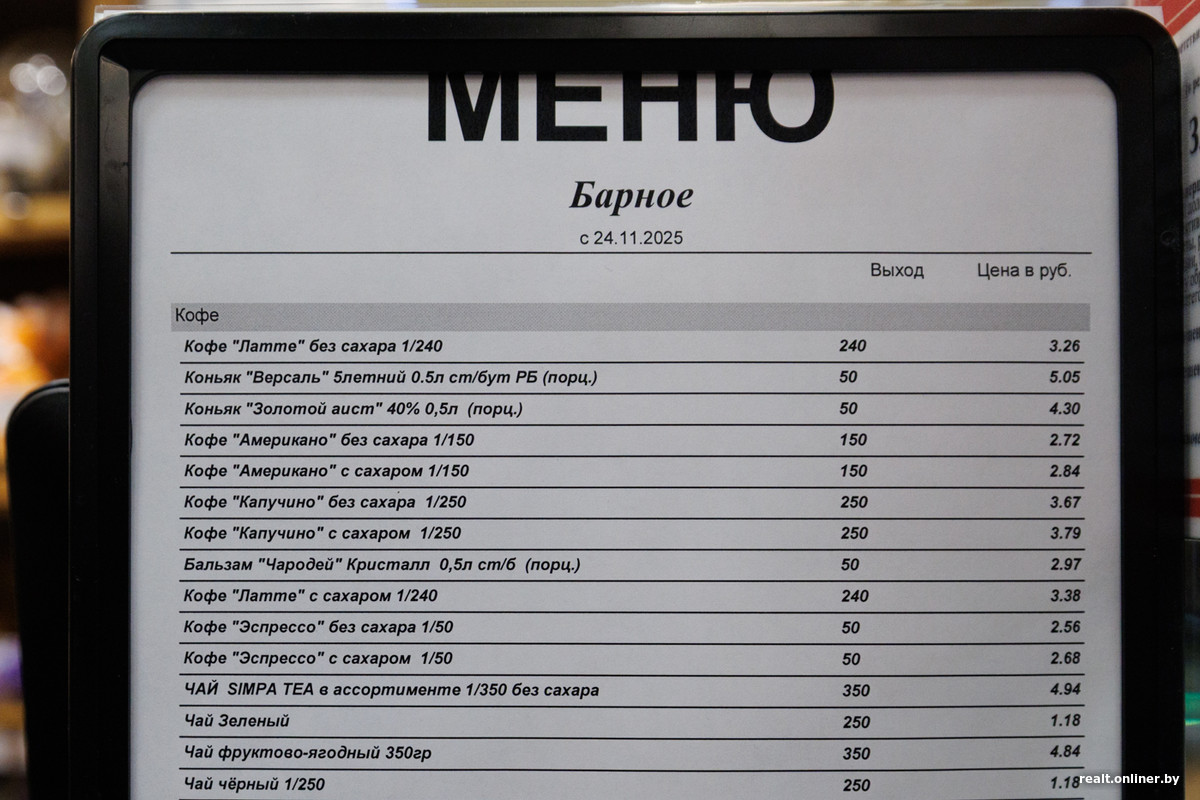 МЕНЮ
Барное
с 24.11.2025
Выход Цена в руб.
Кофе
Кофе "Латте" без сахара 1/240 240 3.26
Коньяк "Версаль" 5летний 0.5л ст/бут РБ (порц.) 50 5.05
Коньяк "Золотой аист" 40% 0,5л (порц.) 50 4.30
Кофе "Американо" без сахара 1/150 150 2.72
Кофе "Американо" с сахаром 1/150 150 2.84
Кофе "Капучино" без сахара 1/250 250 3.67
Кофе "Капучино" с сахаром 1/250 250 3.79
Бальзам "Чародей" Кристалл 0,5л ст/б (порц.) 50 2.97
Кофе "Латте" с сахаром 1/240 240 3.38
Кофе "Эспрессо" без сахара 1/50 50 2.56
Кофе "Эспрессо" с сахаром 1/50 50 2.68
ЧАЙ SIMPA TEA в ассортименте 1/350 без сахара 350 4.94
Чай Зеленый 250 1.18
Чай фруктово-ягодный 350гр 350 4.84
Чай чёрный 1/250 250 1.18
realt.onliner.by